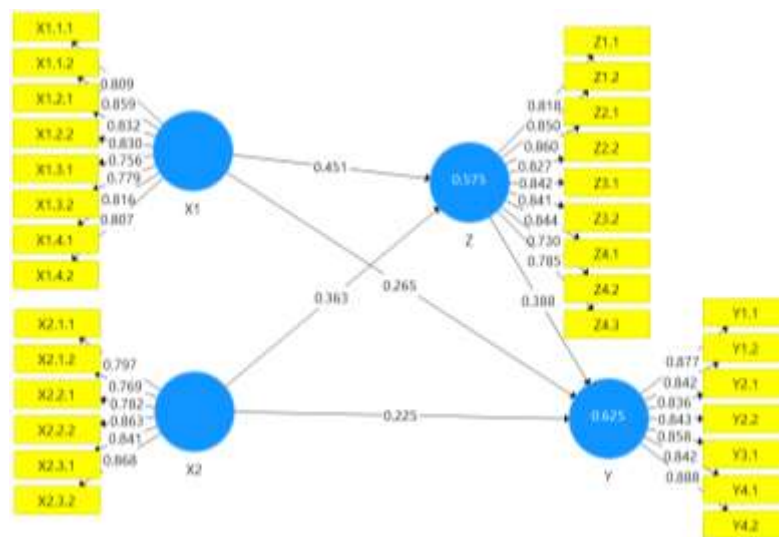 X1.1.1
X1.1.2
X1.2.1
X1.2.2
X1.3.1
X1.3.2
X1.4.1
X1.4.2
0.809
0.859
0.832
0.830
0.756
0.779
0.816
0.807
X1
X2.1.1
X2.1.2
X2.2.1
X2.2.2
X2.3.1
X2.3.2
0.797
0.769
0.782
0.863
0.841
0.868
X2
0.451
0.363
0.265
0.225
0.388
0.575
Z
0.818
0.850
0.860
0.827
0.842
0.841
0.844
0.730
0.785
Z1.1
Z1.2
Z2.1
Z2.2
Z3.1
Z3.2
Z4.1
Z4.2
Z4.3
0.625
Y
0.877
0.842
0.836
0.843
0.858
0.842
0.888
Y1.1
Y1.2
Y2.1
Y2.2
Y3.1
Y4.1
Y4.2